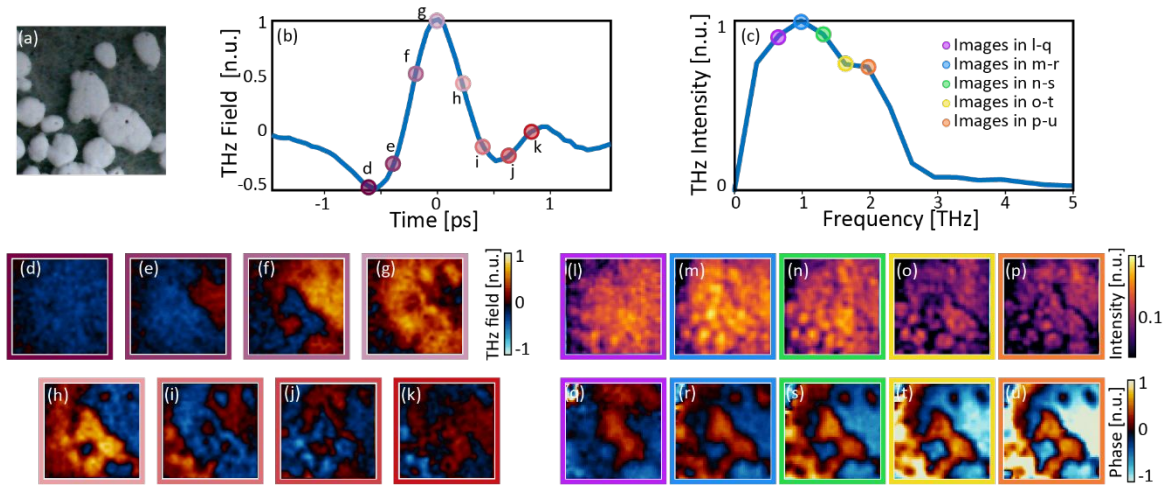 (a)
(b)
THz Field [n.u.]
1
0.5
0
-0.5
d
e
f
g
h
i
j
k
-1
0
1
Time [ps]
(c)
THz Intensity [n.u.]
1
0
Images in l-q
Images in m-r
Images in n-s
Images in o-t
Images in p-u
0
1
2
3
4
5
Frequency [THz]
(d)
(e)
(f)
(g)
1
0
-1
THz field [n.u.]
(l)
(m)
(n)
(o)
(p)
1
0.1
Intensity [n.u.]
(h)
(i)
(j)
(k)
(q)
(r)
(s)
(t)
(u)
1
0
-1
Phase [n.u.]